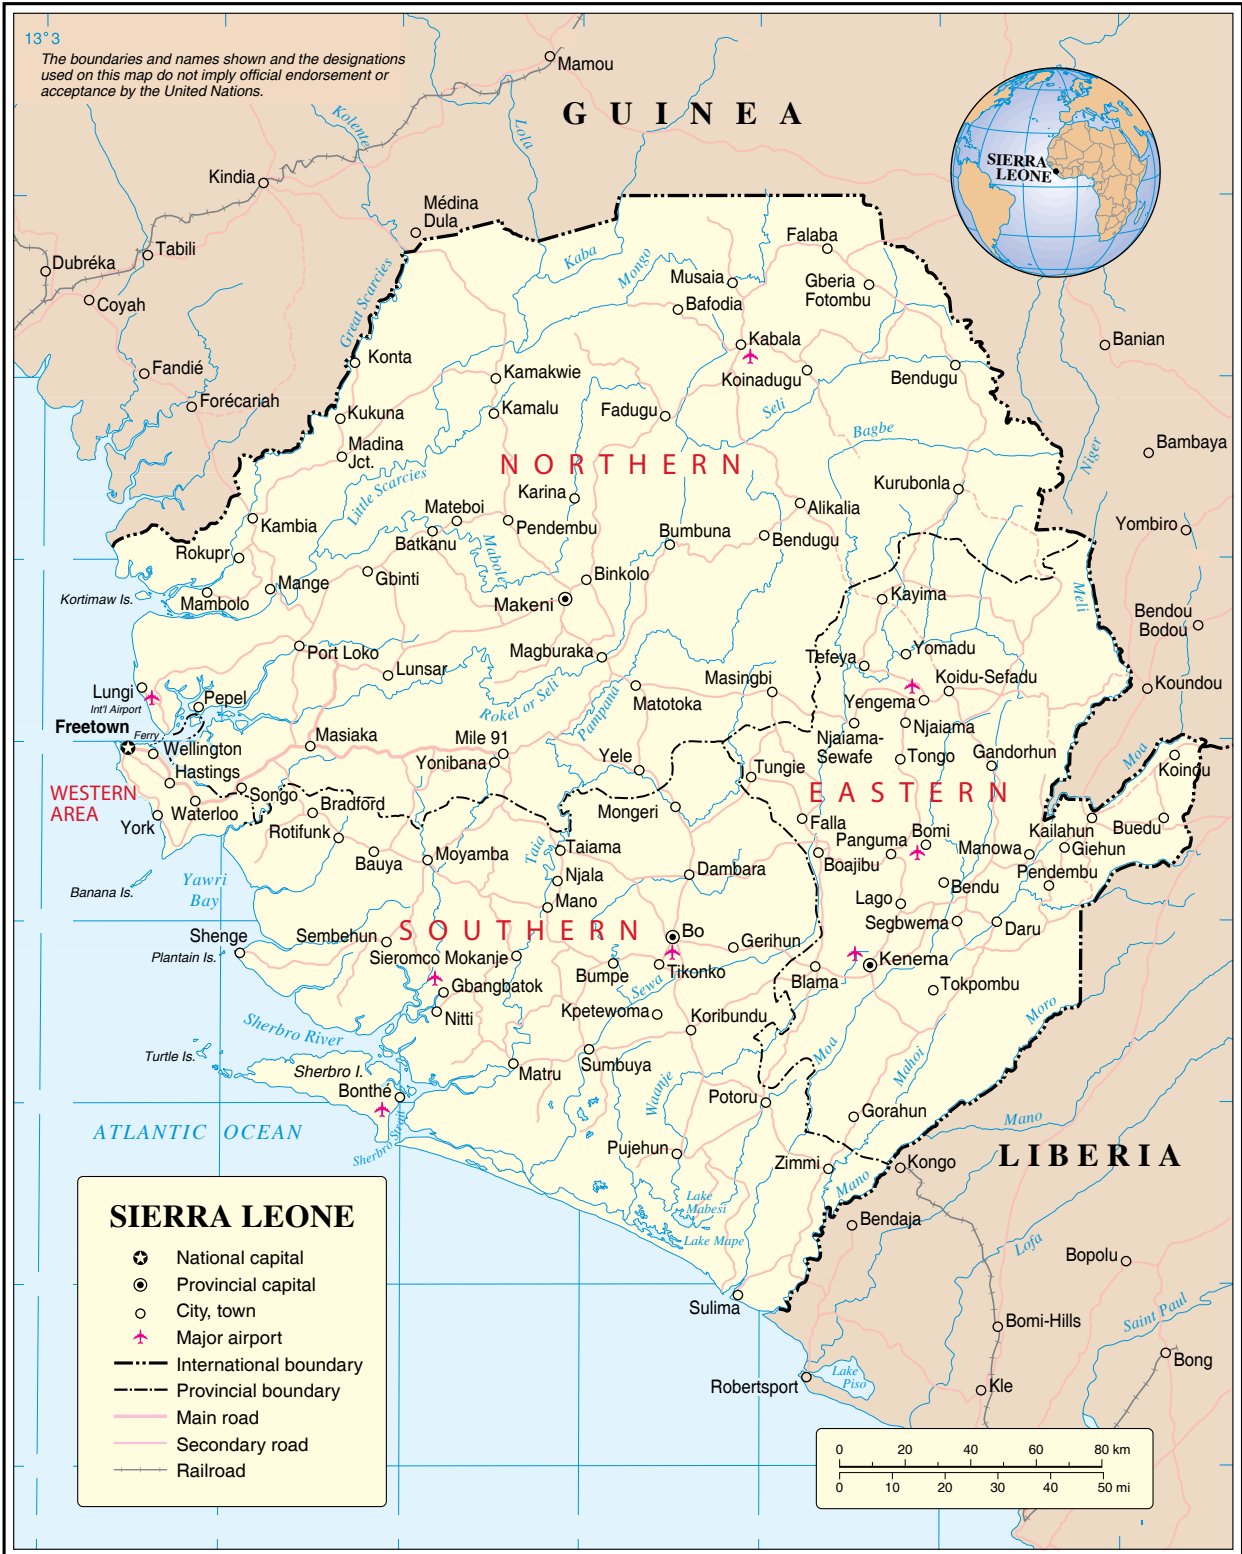 13°3
The boundaries and names shown and the designations
used on this map do not imply official endorsement or
acceptance by the United Nations.
Mamou
GUINEA
Kolente
Lola
SIERRA
LEONE
Kindia
Médina
Dula
Tabili
Dubréka
Coyah
Falaba
Kaba
Mongo
Musaia
Gberia
Fotombu
Bafodia
Great Scarcies
Kabala
Banian
Konta
Fandié
Kamakwie
Koinadugu
Bendugu
Forécariah
Kukuna
Kamalu
Fadugu
Seli
Bagbe
Madina
Jct.
NORTHERN
Niger
Bambaya
Little Scarcies
Karina
Kurubonla
Mateboi
Alikalia
Kambia
Pendembu
Yombiro
Batkanu
Bumbuna
Bendugu
Rokupr
Mabole
Gbinti
Binkolo
Mange
Kortimaw Is.
Mambolo
Makeni
Kayima
Meli
Bendou
Bodou
Port Loko
Magburaka
Yomadu
Tefeya
Lunsar
Masingbi
Koidu-Sefadu
Lungi
Int'l Airport
Pepel
Rokel or Seli
Pampana
Matotoka
Yengema
Koundou
Freetown
Ferry
Masiaka
Mile 91
Njaiama
Njaiama-
Sewafe
Wellington
Yonibana
Yele
Tungie
Tongo
Gandorhun
Moa
Koindu
Hastings
WESTERN
AREA
Songo
EASTERN
Waterloo
Bradford
Mongeri
York
Rotifunk
Falla
Bomi
Kailahun
Buedu
Panguma
Taia
Taiama
Manowa
Giehun
Bauya
Moyamba
Boajibu
Pendembu
Banana Is.
Yawri
Bay
Njala
Dambara
Bendu
Mano
Lago
SOUTHERN
Segbwema
Daru
Shenge
Sembehun
Bo
Gerihun
Plantain Is.
Sieromco Mokanje
Bumpe
Tikonko
Kenema
Blama
Gbangbatok
Sewa
Tokpombu
Nitti
Kpetewoma
Koribundu
Moro
Sherbro River
Turtle Is.
Sherbro I.
Matru
Sumbuya
Moa
Mahoi
Bonthé
Waanje
Potoru
Gorahun
ATLANTIC OCEAN
Sherbro Strait
Mano
Pujehun
Zimmi
Kongo
LIBERIA
Mano
Lake
Mabesi
Bendaja
Lake Mape
Lofa
Bopolu
Sulima
Saint Paul
Bomi-Hills
Bong
Robertsport
Lake
Piso
Kle
SIERRA LEONE
National capital
Provincial capital
City, town
Major airport
International boundary
Provincial boundary
Main road
Secondary road
Railroad
0 20 40 60 80 km
0 10 20 30 40 50 mi